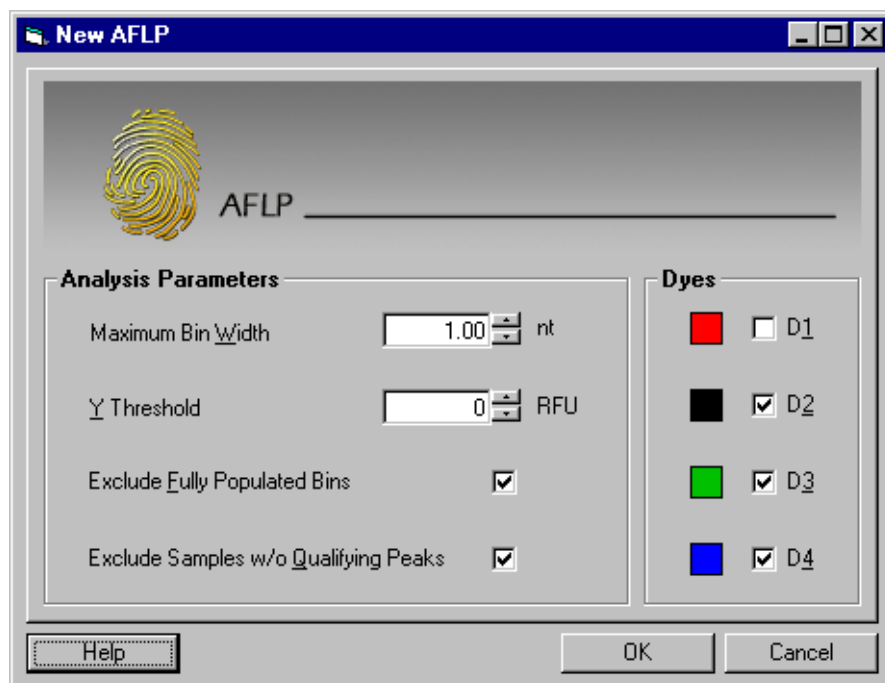 New AFLP
AFLP
Analysis Parameters
Maximum Bin Width 1.00 nt
Y Threshold 0 RFU
Exclude Fully Populated Bins
Exclude Samples w/o Qualifying Peaks
Dyes
D1
D2
D3
D4
Help OK Cancel